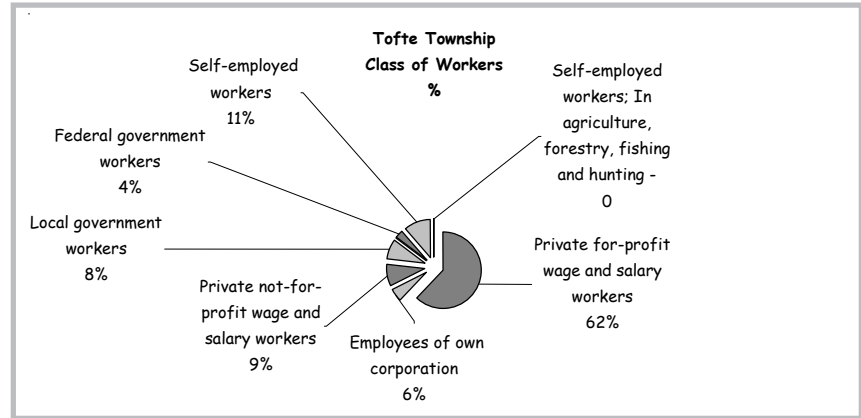 Tofte Township
Class of Workers
%
Self-employed
workers
11%
Self-employed
workers; In
agriculture,
forestry, fishing
and hunting -
0
Federal government
workers
4%
Local government
workers
8%
Private for-profit
wage and salary
workers
62%
Private not-for-
profit wage and
salary workers
9%
Employees of own
corporation
6%